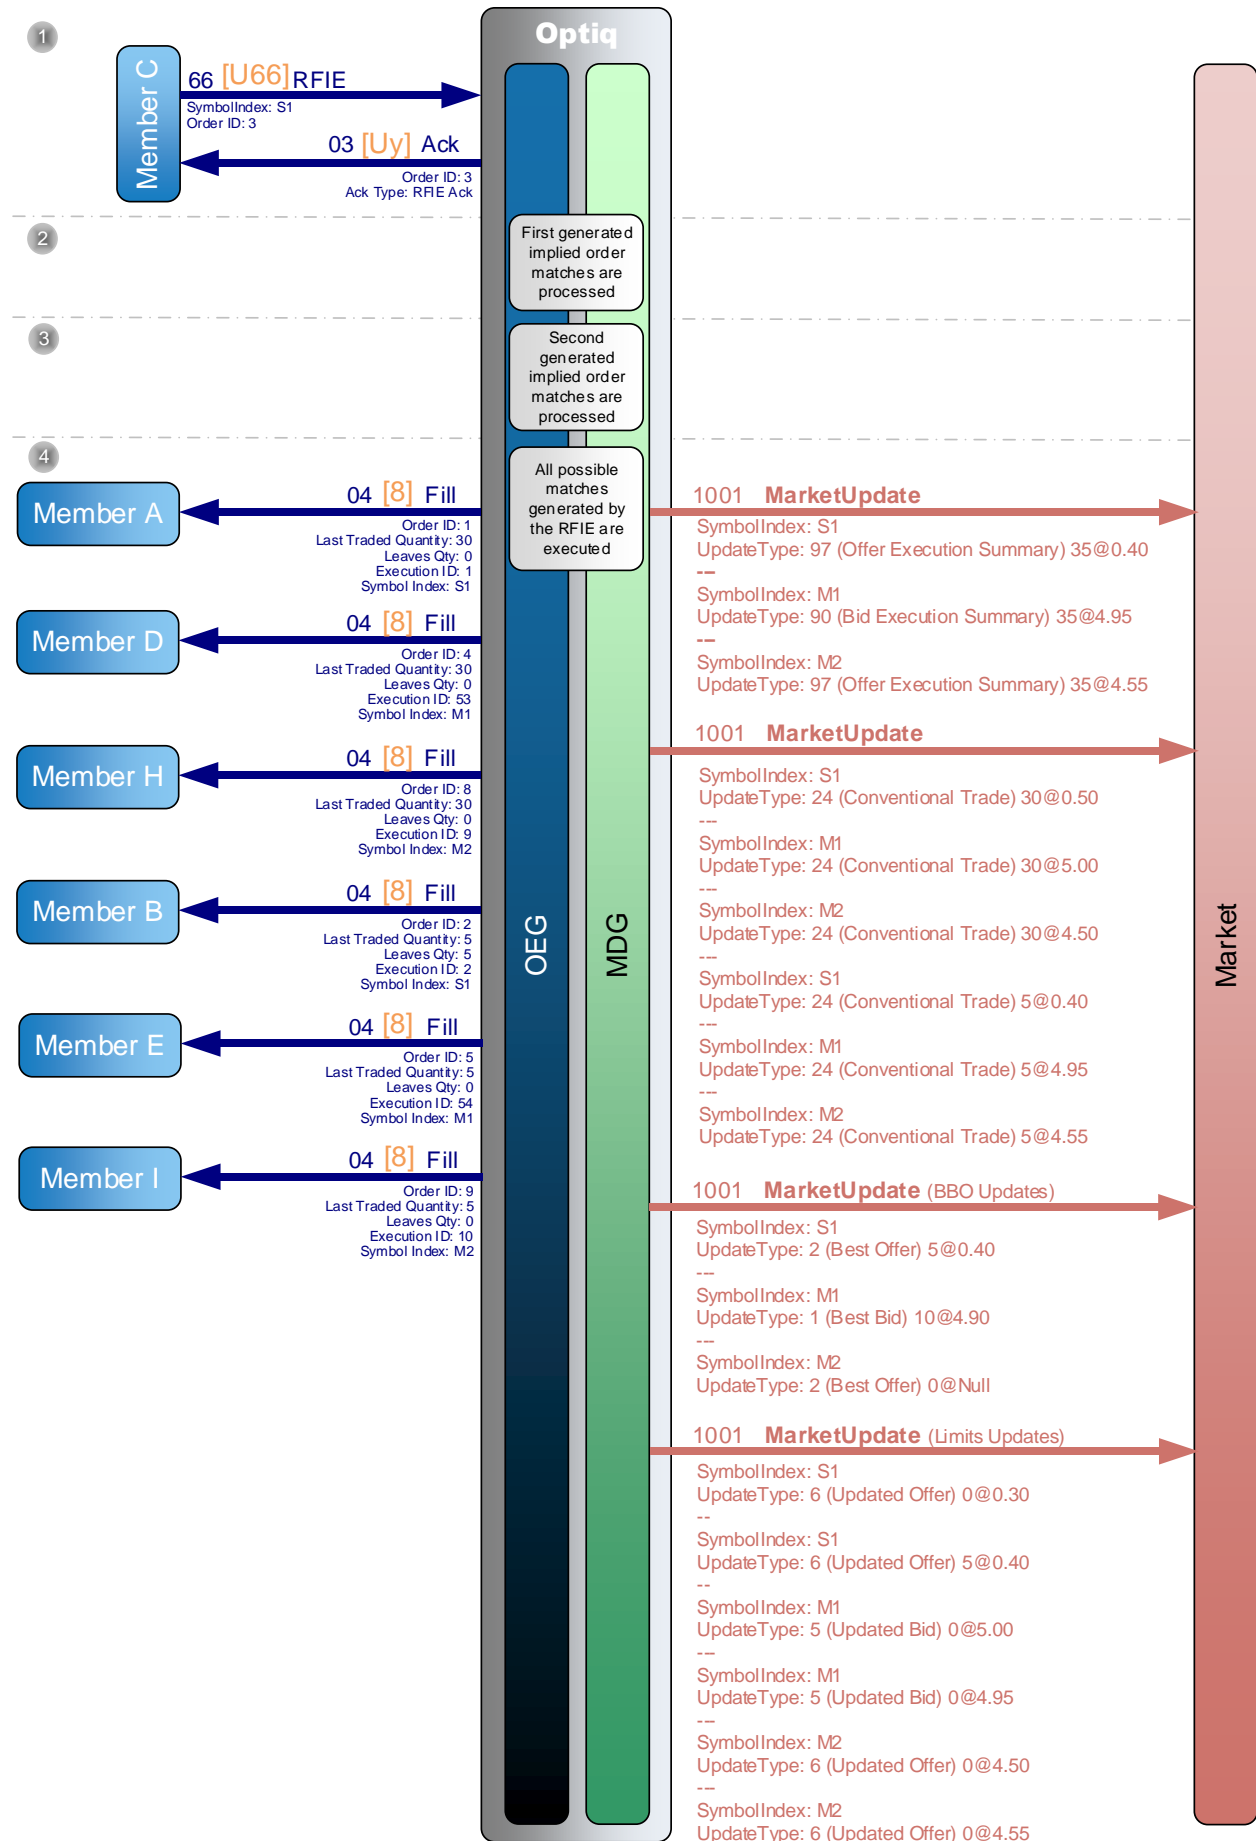 Optiq
1
Member C
66 [U66] RFIE
SymbolIndex: S1
Order ID: 3
03 [Uy] Ack
Order ID: 3
Ack Type: RFIE Ack
2
First generated
implied order
matches are
processed
3
Second
generated
implied order
matches are
processed
4
All possible
matches
generated by
the RFIE are
executed
OEG
MDG
Market
Member A
04 [8] Fill
Order ID: 1
Last Traded Quantity: 30
Leaves Qty: 0
Execution ID: 1
Symbol Index: S1
Member D
04 [8] Fill
Order ID: 4
Last Traded Quantity: 30
Leaves Qty: 0
Execution ID: 53
Symbol Index: M1
Member H
04 [8] Fill
Order ID: 8
Last Traded Quantity: 30
Leaves Qty: 0
Execution ID: 9
Symbol Index: M2
Member B
04 [8] Fill
Order ID: 2
Last Traded Quantity: 5
Leaves Qty: 5
Execution ID: 2
Symbol Index: S1
Member E
04 [8] Fill
Order ID: 5
Last Traded Quantity: 5
Leaves Qty: 0
Execution ID: 54
Symbol Index: M1
Member I
04 [8] Fill
Order ID: 9
Last Traded Quantity: 5
Leaves Qty: 0
Execution ID: 10
Symbol Index: M2
1001 MarketUpdate
SymbolIndex: S1
UpdateType: 97 (Offer Execution Summary) 35@0.40
---
SymbolIndex: M1
UpdateType: 90 (Bid Execution Summary) 35@4.95
---
SymbolIndex: M2
UpdateType: 97 (Offer Execution Summary) 35@4.55
1001 MarketUpdate
SymbolIndex: S1
UpdateType: 24 (Conventional Trade) 30@0.50
---
SymbolIndex: M1
UpdateType: 24 (Conventional Trade) 30@5.00
---
SymbolIndex: M2
UpdateType: 24 (Conventional Trade) 30@4.50
---
SymbolIndex: S1
UpdateType: 24 (Conventional Trade) 5@0.40
---
SymbolIndex: M1
UpdateType: 24 (Conventional Trade) 5@4.95
---
SymbolIndex: M2
UpdateType: 24 (Conventional Trade) 5@4.55
1001 MarketUpdate (BBO Updates)
SymbolIndex: S1
UpdateType: 2 (Best Offer) 5@0.40
---
SymbolIndex: M1
UpdateType: 1 (Best Bid) 10@4.90
---
SymbolIndex: M2
UpdateType: 2 (Best Offer) 0@Null
1001 MarketUpdate (Limits Updates)
SymbolIndex: S1
UpdateType: 6 (Updated Offer) 0@0.30
--
SymbolIndex: S1
UpdateType: 6 (Updated Offer) 5@0.40
--
SymbolIndex: M1
UpdateType: 5 (Updated Bid) 0@5.00
---
SymbolIndex: M1
UpdateType: 5 (Updated Bid) 0@4.95
---
SymbolIndex: M2
UpdateType: 6 (Updated Offer) 0@4.50
---
SymbolIndex: M2
UpdateType: 6 (Updated Offer) 0@4.55